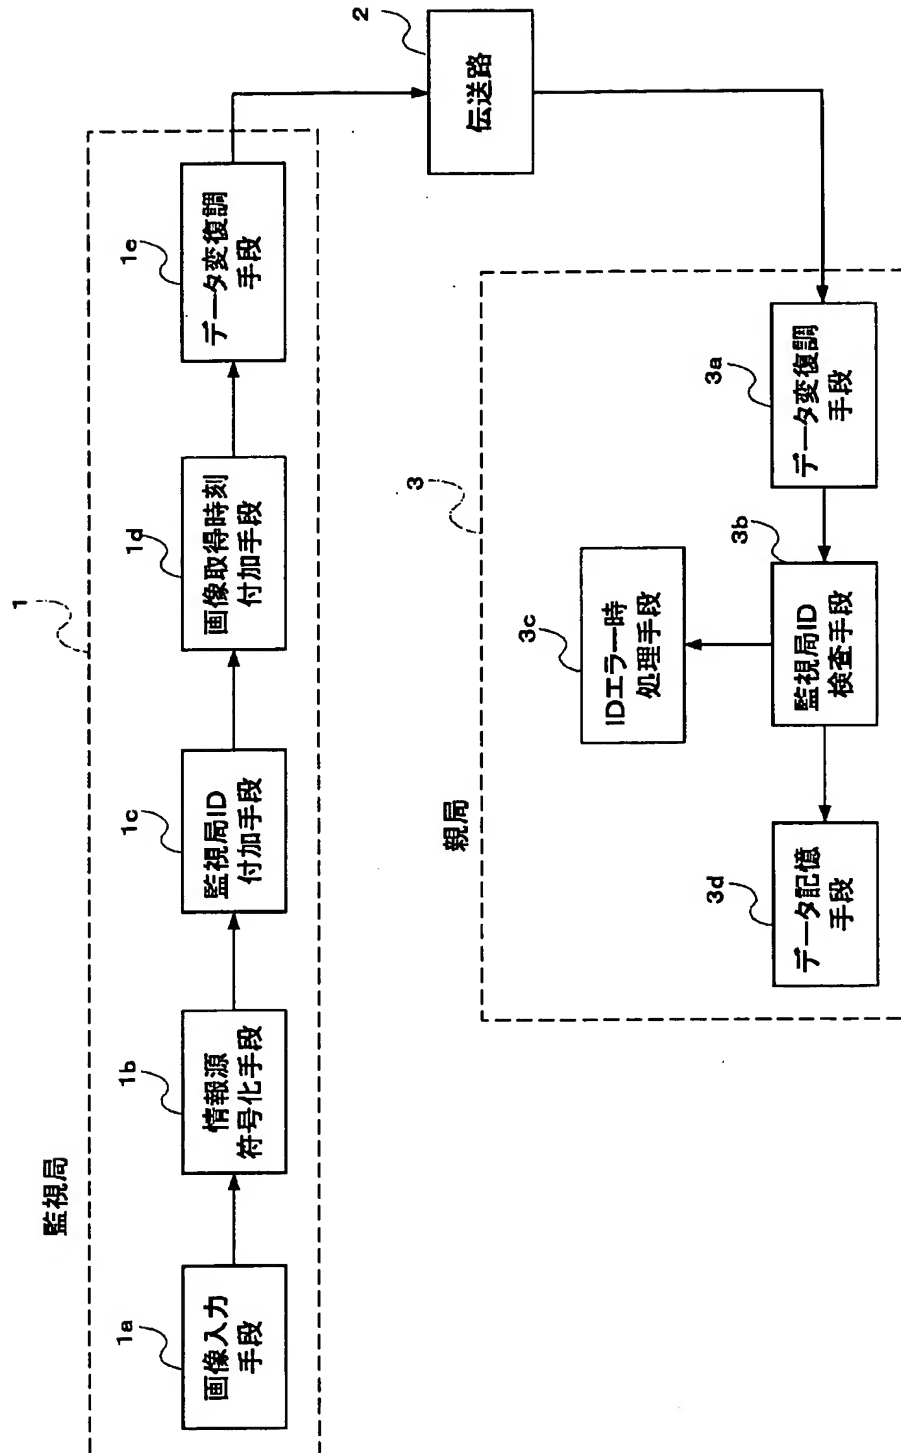 監視局
1
1a
画像入力
手段
1b
情報源
符号化手段
1c
監視局ID
付加手段
1d
画像取得時刻
付加手段
1e
データ変復調
手段
2
伝送路
親局
3
3a
データ変復調
手段
3b
監視局ID
検査手段
3c
IDエラー時
処理手段
3d
データ記憶
手段